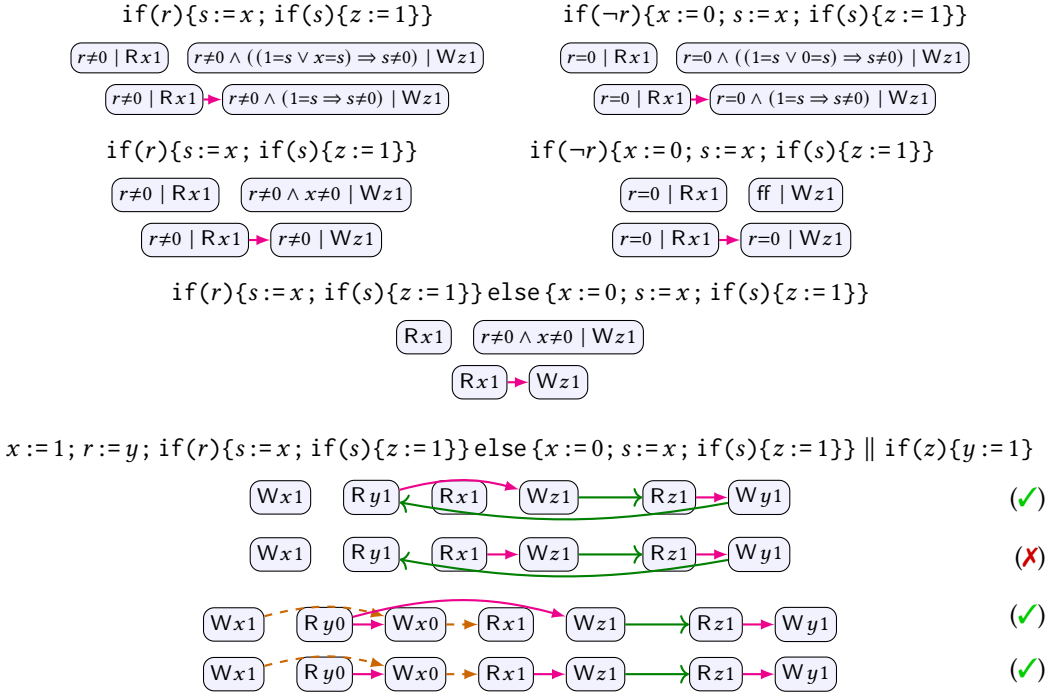 if(r){s:=x; if(s){z:=1}} if(¬r){x:=0; s:=x; if(s){z:=1}}
r≠0 | Rx1 r≠0 ∧ ((1=s ∨ x=s) ⇒ s≠0) | Wz1 r=0 | Rx1 r=0 ∧ ((1=s ∨ 0=s) ⇒ s≠0) | Wz1
r≠0 | Rx1 r≠0 ∧ (1=s ⇒ s≠0) | Wz1 r=0 | Rx1 r=0 ∧ (1=s ⇒ s≠0) | Wz1
if(r){s:=x; if(s){z:=1}} if(¬r){x:=0; s:=x; if(s){z:=1}}
r≠0 | Rx1 r≠0 ∧ x≠0 | Wz1 r=0 | Rx1 ff | Wz1
r≠0 | Rx1 r≠0 | Wz1 r=0 | Rx1 r=0 | Wz1
if(r){s:=x; if(s){z:=1}} else {x:=0; s:=x; if(s){z:=1}}
Rx1 r≠0 ∧ x≠0 | Wz1
Rx1 Wz1
x:=1; r:=y; if(r){s:=x; if(s){z:=1}} else {x:=0; s:=x; if(s){z:=1}} || if(z){y:=1}
Wx1 Ry1 Rx1 Wz1 Rz1 Wy1 (✓)
Wx1 Ry1 Rx1 Wz1 Rz1 Wy1 (✗)
Wx1 Ry0 Wx0 Rx1 Wz1 Rz1 Wy1 (✓)
Wx1 Ry0 Wx0 Rx1 Wz1 Rz1 Wy1 (✓)